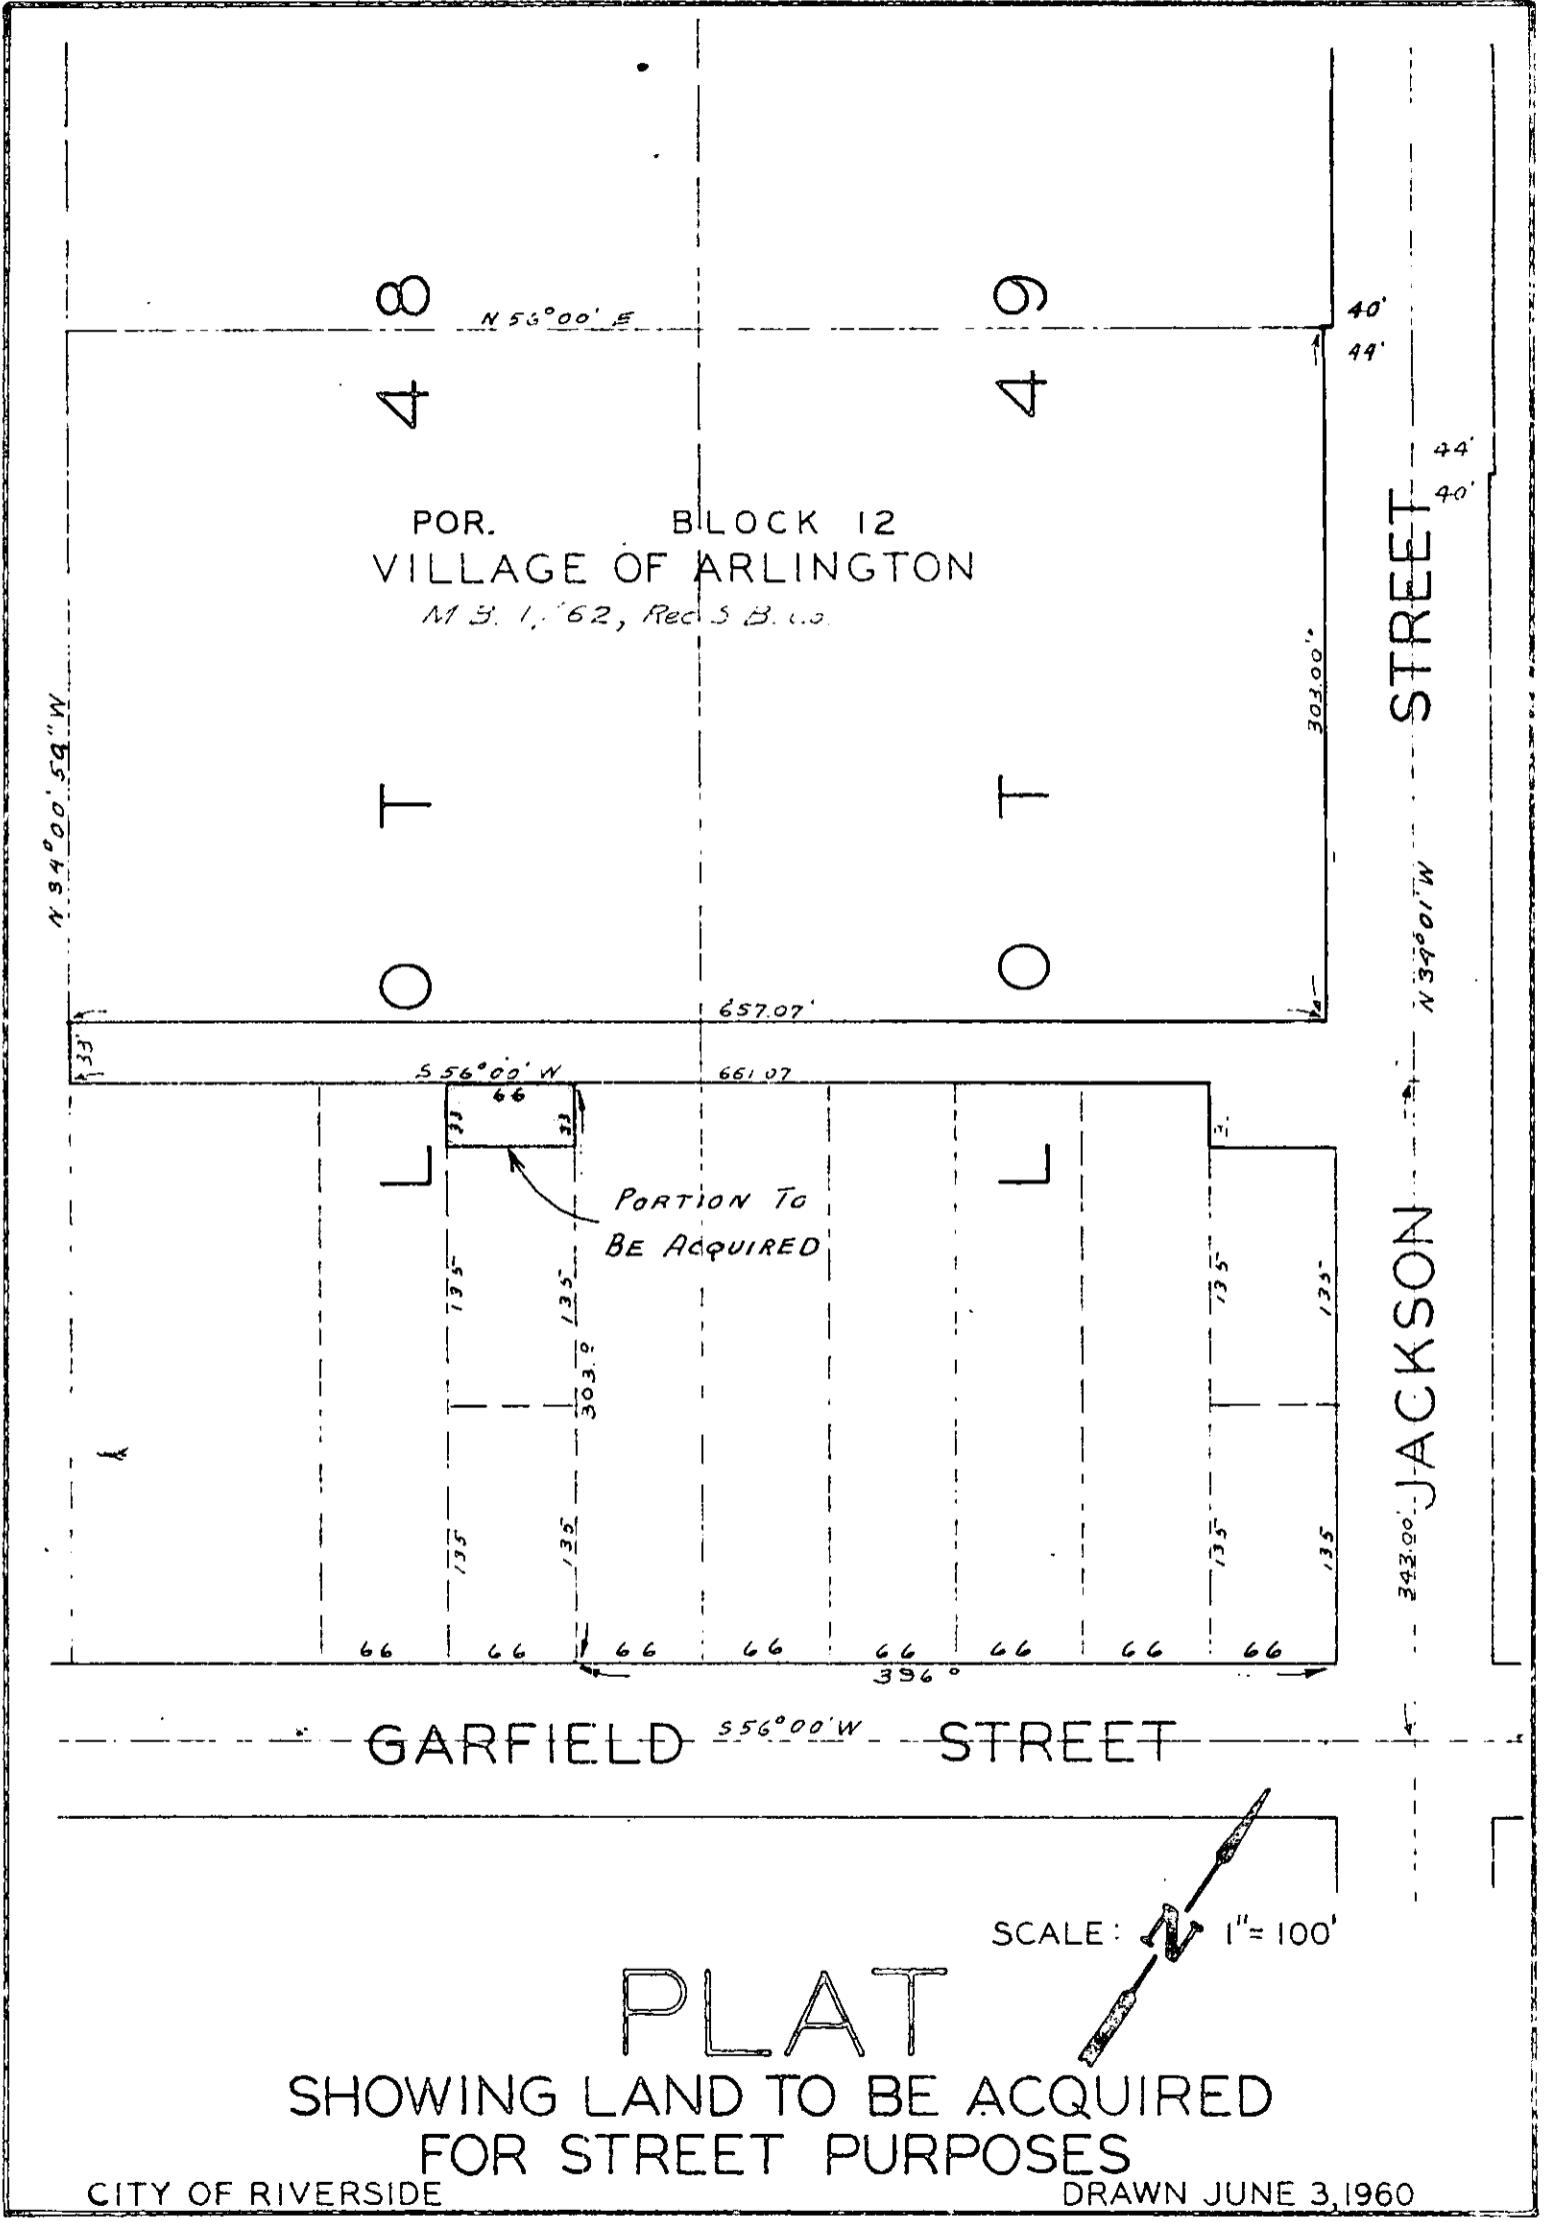 LOT 48
LOT 49
N 56°00' E
40'
44'
44'
40'
POR. BLOCK 12
VILLAGE OF ARLINGTON
303.00'
N 34°00'59" W
N 34°01' W
657.07'
33'
S 56°00' W
661.07
66
33
33
PORTION TO
BE ACQUIRED
135
135
135
135
303.0
135
135
135
135
JACKSON STREET
343.00'
66 66 66 66 66 66 66 66
396.0
GARFIELD STREET
S 56°00' W
SCALE: N 1"=100'
PLAT
SHOWING LAND TO BE ACQUIRED
FOR STREET PURPOSES
CITY OF RIVERSIDE
DRAWN JUNE 3, 1960